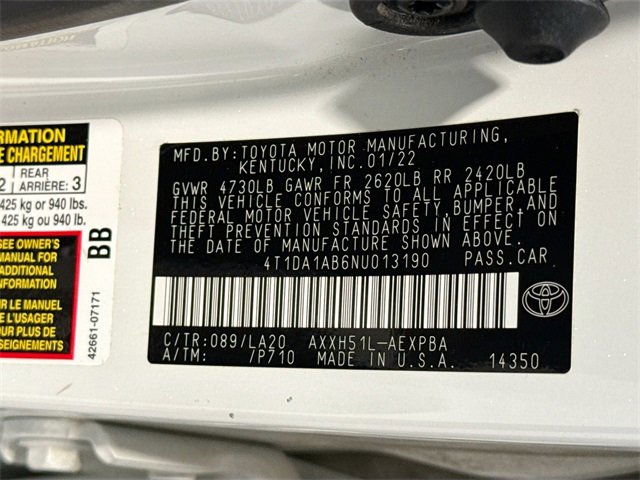 RMATION
E CHARGEMENT
2 REAR ARRIÈRE: 3
425 kg or 940 lbs.
425 kg ou 940 lb.
SEE OWNER'S
MANUAL FOR
ADDITIONAL
INFORMATION
BB
R LE MANUEL
E L'USAGER
OUR PLUS DE
NSEIGNEMENTS
42661-07171
MFD.BY:TOYOTA MOTOR MANUFACTURING,
KENTUCKY,INC.01/22
GVWR 4730LB GAWR FR 2620LB RR 2420LB
THIS VEHICLE CONFORMS TO ALL APPLICABLE
FEDERAL MOTOR VEHICLE SAFETY,BUMPER,AND
THEFT PREVENTION STANDARDS IN EFFECT ON
THE DATE OF MANUFACTURE SHOWN ABOVE.
4T1DA1AB6NU013190 PASS.CAR
TOYOTA
C/TR:089/LA20 AXXH51L-AEXPBA
A/TM: /P710 MADE IN U.S.A. 14350